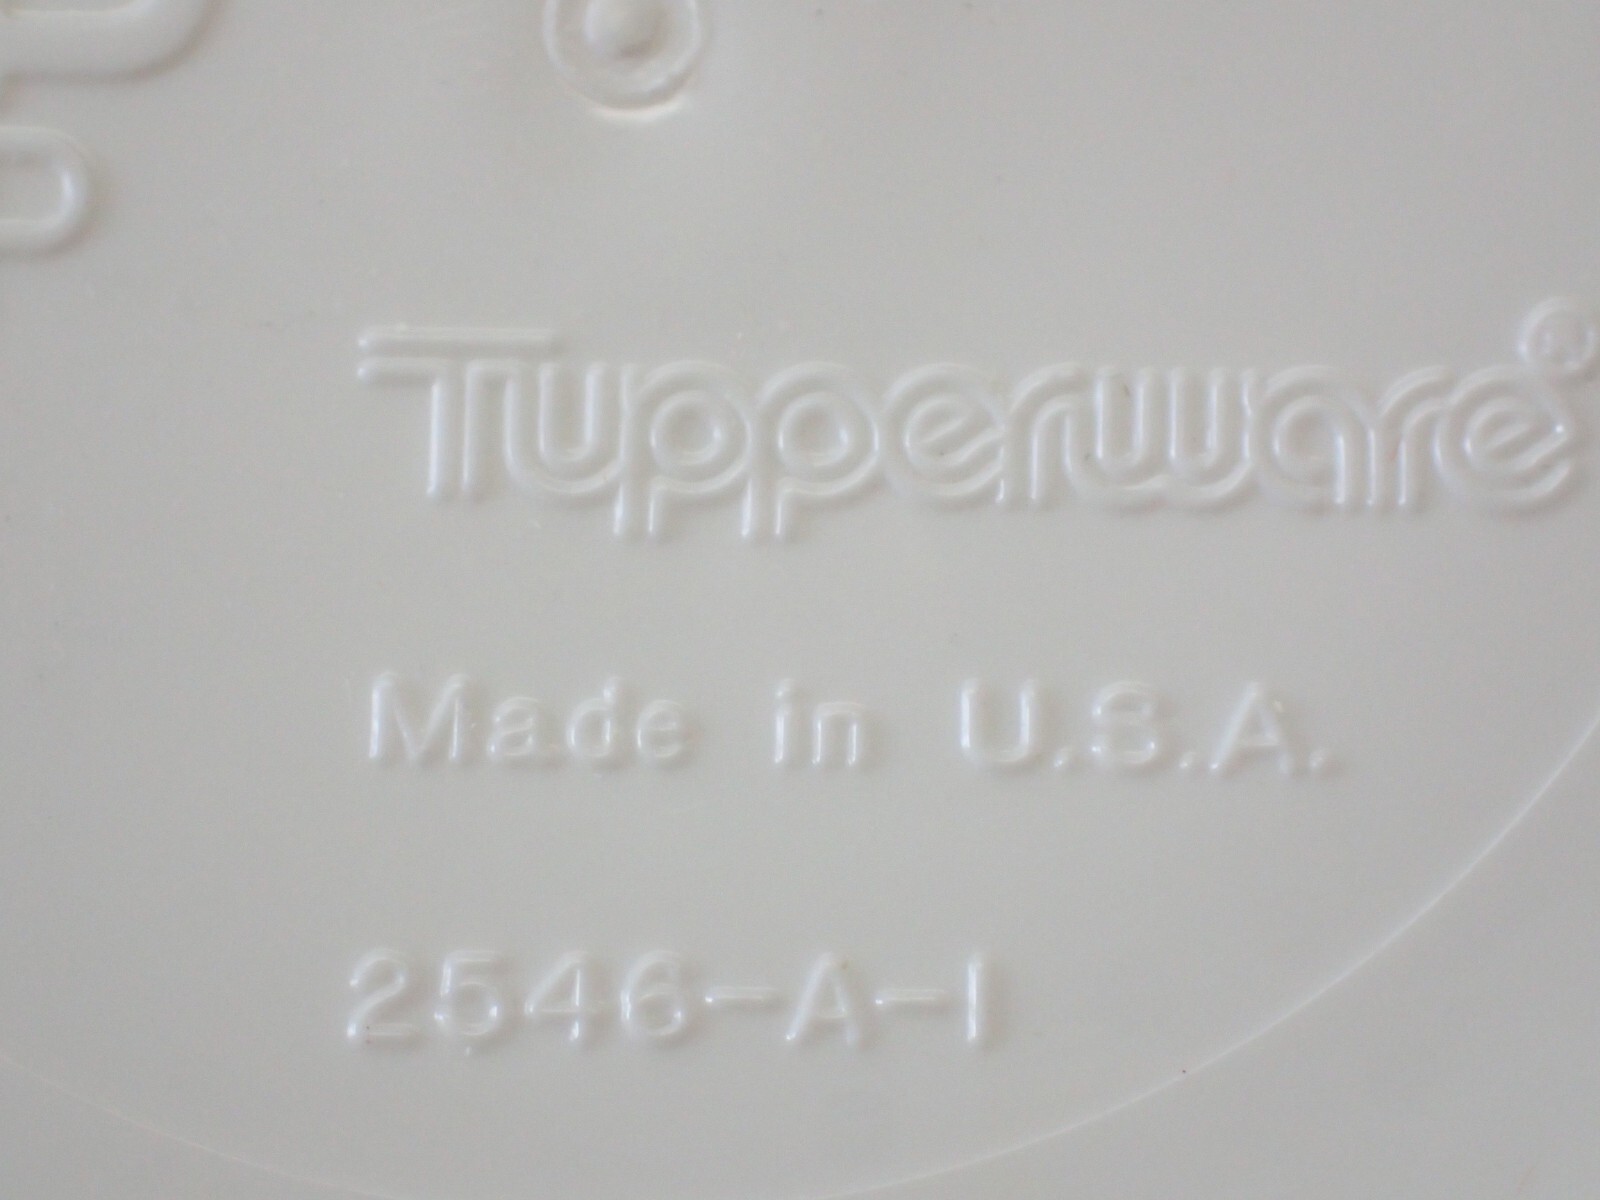 Tupperware®
Made in U.S.A.
2546-A-1